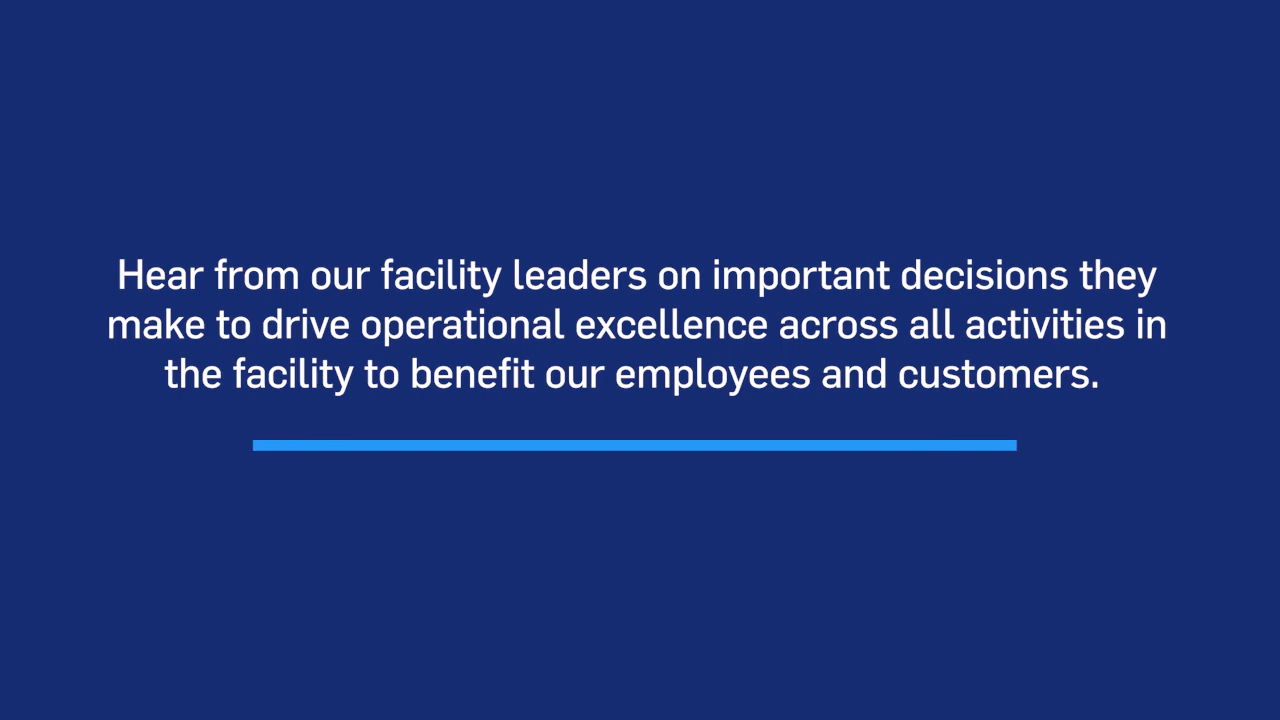 Hear from our facility leaders on important decisions they
make to drive operational excellence across all activities in
the facility to benefit our employees and customers.